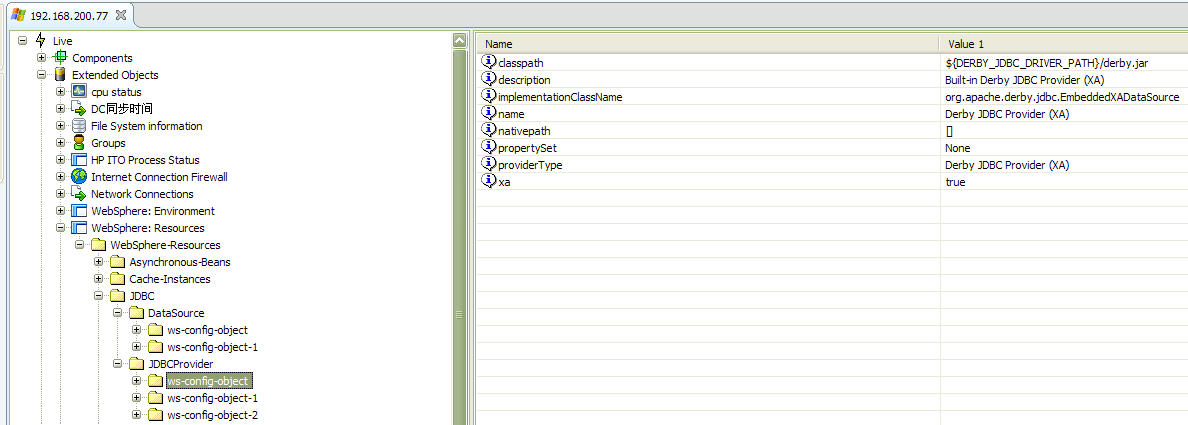 192.168.200.77
Live
Components
Extended Objects
cpu status
DC同步时间
File System information
Groups
HP ITO Process Status
Internet Connection Firewall
Network Connections
WebSphere: Environment
WebSphere: Resources
WebSphere-Resources
Asynchronous-Beans
Cache-Instances
JDBC
DataSource
ws-config-object
ws-config-object-1
JDBCProvider
ws-config-object
ws-config-object-1
ws-config-object-2
Name Value 1
classpath ${DERBY_JDBC_DRIVER_PATH}/derby.jar
description Built-in Derby JDBC Provider (XA)
implementationClassName org.apache.derby.jdbc.EmbeddedXADataSource
name Derby JDBC Provider (XA)
nativepath []
propertySet None
providerType Derby JDBC Provider (XA)
xa true